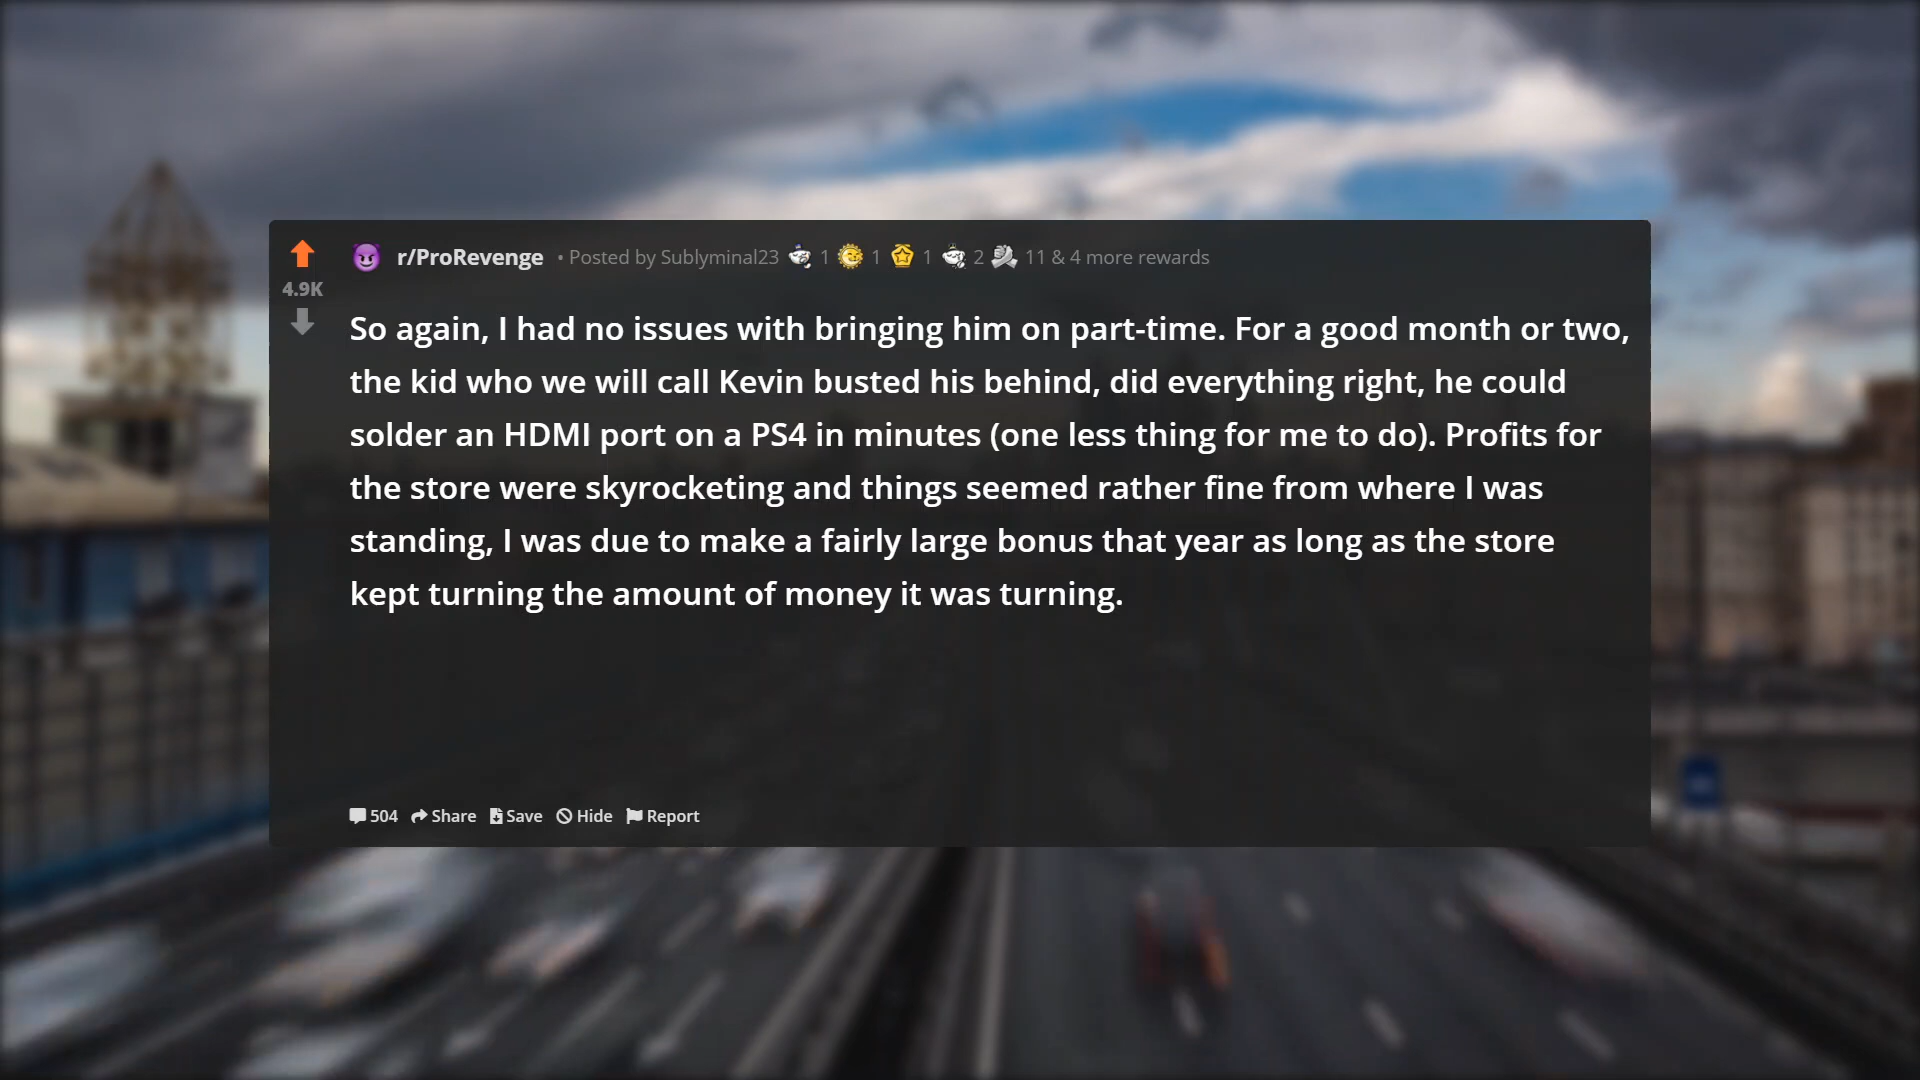 r/ProRevenge • Posted by Sublyminal23 1 1 1 2 11 & 4 more rewards
4.9K
So again, I had no issues with bringing him on part-time. For a good month or two,
the kid who we will call Kevin busted his behind, did everything right, he could
solder an HDMI port on a PS4 in minutes (one less thing for me to do). Profits for
the store were skyrocketing and things seemed rather fine from where I was
standing, I was due to make a fairly large bonus that year as long as the store
kept turning the amount of money it was turning.
504 Share Save Hide Report